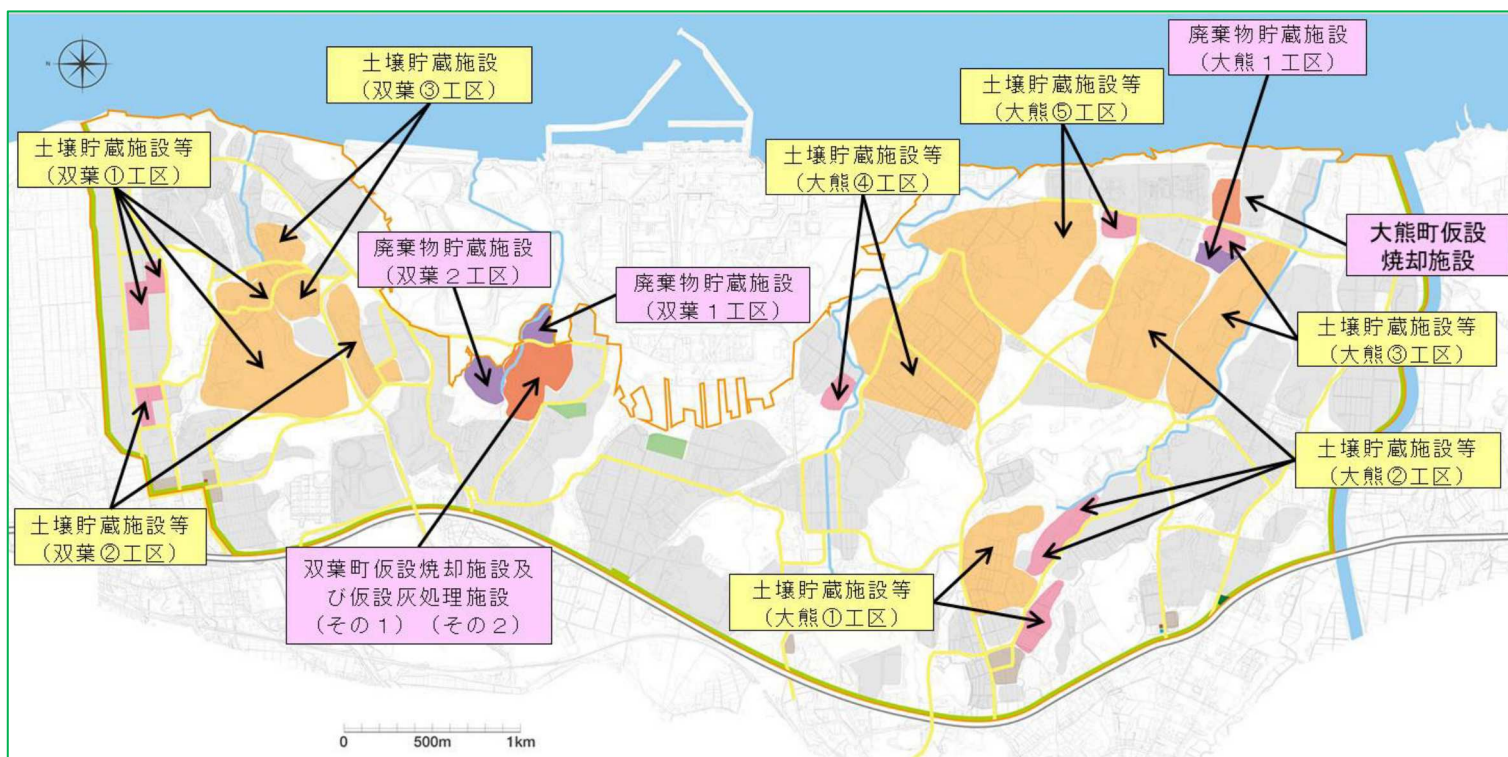 N
土壌貯蔵施設
(双葉③工区)
廃棄物貯蔵施設
(大熊1工区)
土壌貯蔵施設等
(大熊⑤工区)
土壌貯蔵施設等
(双葉①工区)
土壌貯蔵施設等
(大熊④工区)
廃棄物貯蔵施設
(双葉2工区)
廃棄物貯蔵施設
(双葉1工区)
大熊町仮設
焼却施設
土壌貯蔵施設等
(大熊③工区)
土壌貯蔵施設等
(大熊②工区)
土壌貯蔵施設等
(双葉②工区)
双葉町仮設焼却施設及
び仮設灰処理施設
(その1) (その2)
土壌貯蔵施設等
(大熊①工区)
0 500m 1km